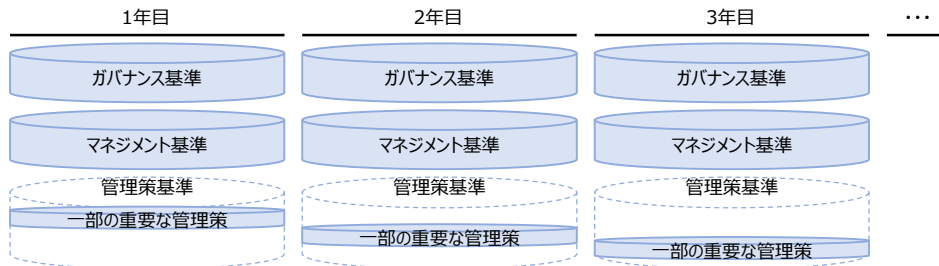 1年目 2年目 3年目 ･･･
ガバナンス基準 ガバナンス基準 ガバナンス基準
マネジメント基準 マネジメント基準 マネジメント基準
管理策基準 管理策基準 管理策基準
一部の重要な管理策
一部の重要な管理策
一部の重要な管理策